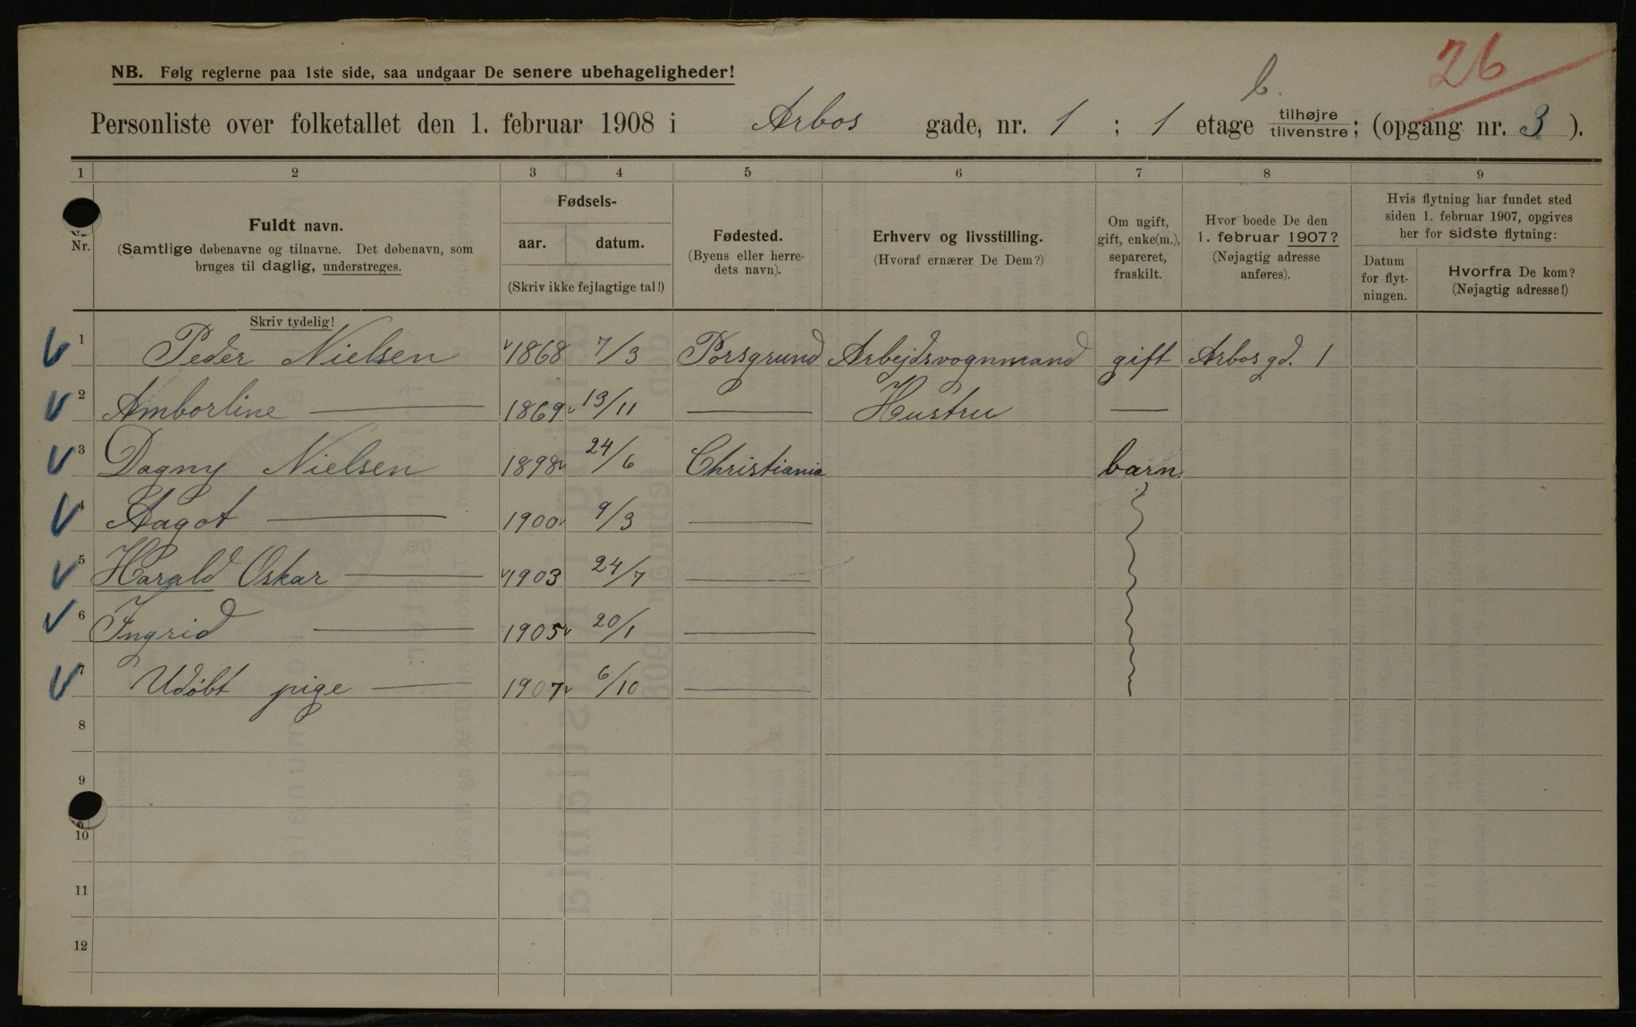 26
NB. Følg reglerne paa 1ste side, saa undgaar De senere ubehageligheder!
b.
Personliste over folketallet den 1. februar 1908 i Arbos gade, nr. 1 ; 1 etage tilhøjre tilvenstre; (opgang nr. 3 ).
1 2 3 4 5 6 7 8 9
Nr.
Fuldt navn.
(Samtlige døbenavne og tilnavne. Det døbenavn, som
bruges til daglig, understreges.
Skriv tydelig!
Fødsels-
aar. datum.
(Skriv ikke fejlagtige tal!)
Fødested.
(Byens eller herre-
dets navn).
Erhverv og livsstilling.
(Hvoraf ernærer De Dem?)
Om ugift,
gift, enke(m.),
separeret,
fraskilt.
Hvor boede De den
1. februar 1907?
(Nøjagtig adresse
anføres).
Hvis flytning har fundet sted
siden 1. februar 1907, opgives
her for sidste flytning:
Datum
for flyt-
ningen.
Hvorfra De kom?
(Nøjagtig adresse!)
1 Peder Nielsen 1868 7/3 Porsgrund Arbejdsvognmand gift Arbosgd. 1
2 Amborline — 1869 13/11 — Hustru —
3 Dagny Nielsen 1898 24/6 Christiania barn
4 Aagot — 1900 9/3 —
5 Harald Oskar — 1903 24/7 —
6 Ingrid — 1905 20/1 —
7 Udøbt pige — 1907 6/10 —
8
9
10
11
12